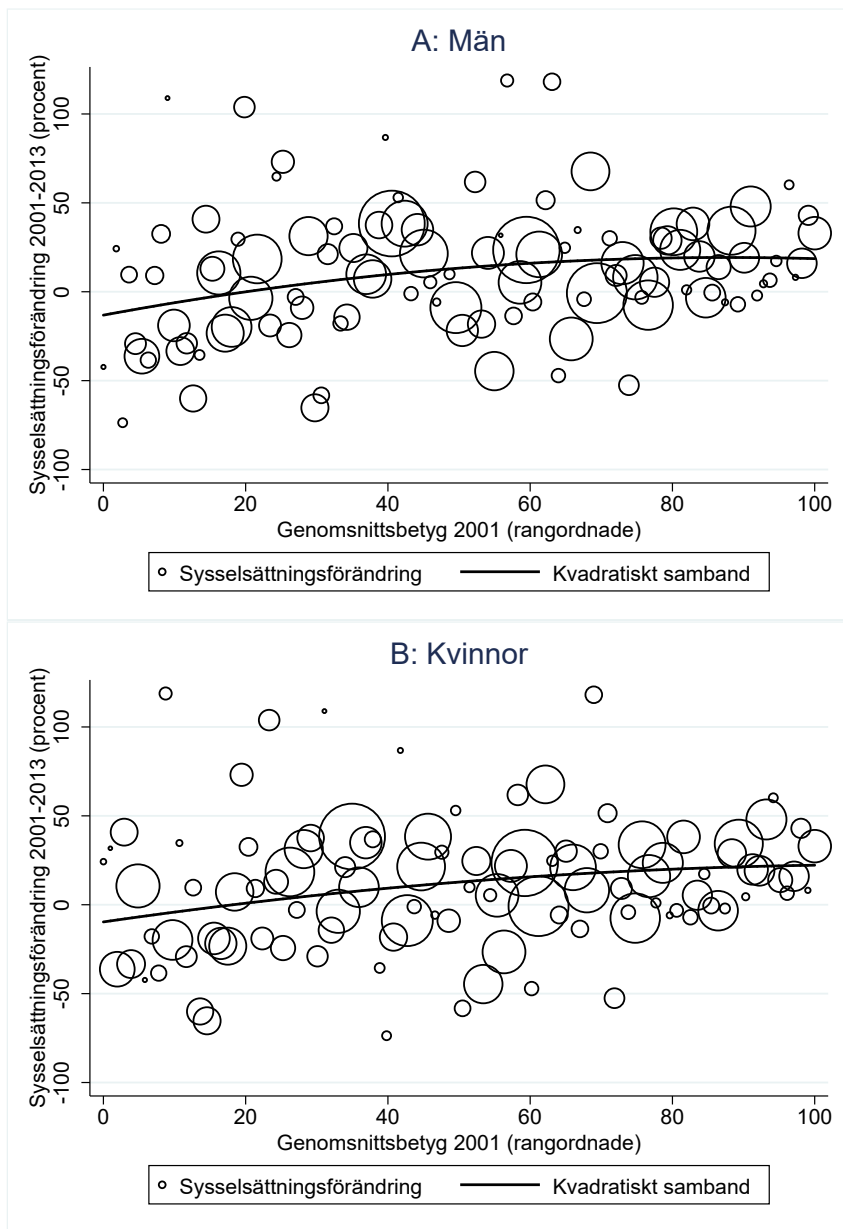 A: Män
Sysselsättningsförändring 2001-2013 (procent)
100
50
0
-50
-100
0 20 40 60 80 100
Genomsnittsbetyg 2001 (rangordnade)
Sysselsättningsförändring Kvadratiskt samband
B: Kvinnor
Sysselsättningsförändring 2001-2013 (procent)
100
50
0
-50
-100
0 20 40 60 80 100
Genomsnittsbetyg 2001 (rangordnade)
Sysselsättningsförändring Kvadratiskt samband